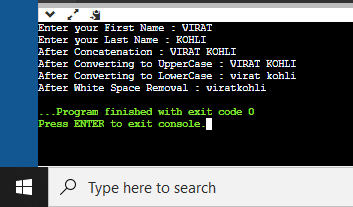 Enter your First Name : VIRAT
Enter your Last Name : KOHLI
After Concatenation : VIRAT KOHLI
After Converting to UpperCase : VIRAT KOHLI
After Converting to LowerCase : virat kohli
After White Space Removal : viratkohli
...Program finished with exit code 0
Press ENTER to exit console.
Type here to search